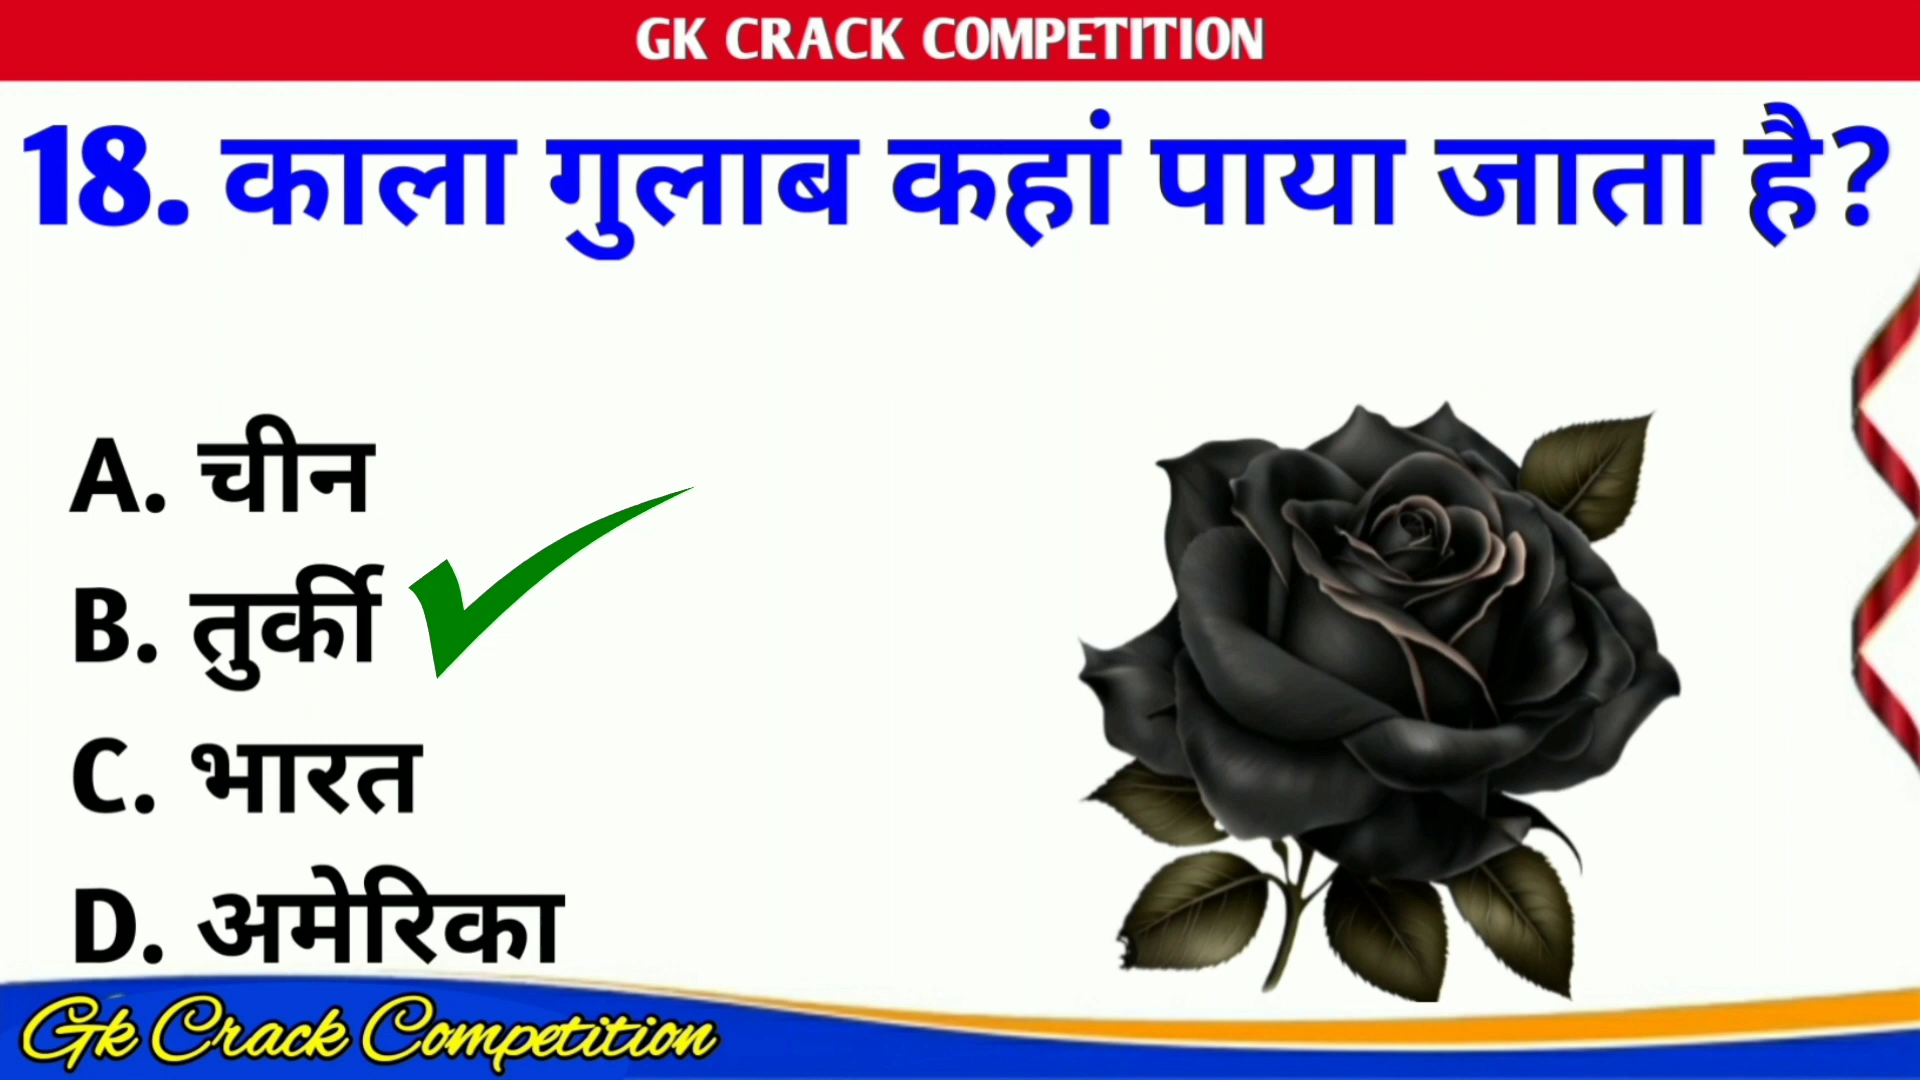 GK CRACK COMPETITION
18. काला गुलाब कहां पाया जाता है?
A. चीन
B. तुर्की
C. भारत
D. अमेरिका
Gk Crack Competition